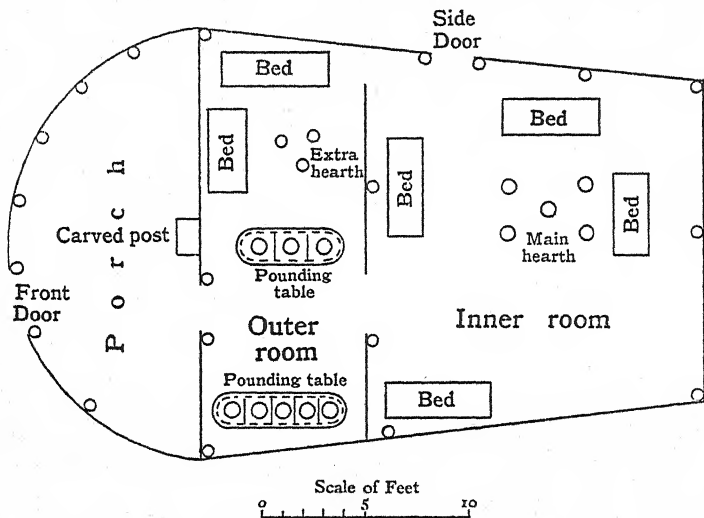 Side
Door
Bed
Bed
Extra
hearth
Bed
Bed
Bed
Main
hearth
Porch
Carved post
Pounding
table
Front
Door
Outer
room
Inner room
Pounding table
Bed
Scale of Feet
0 5 10